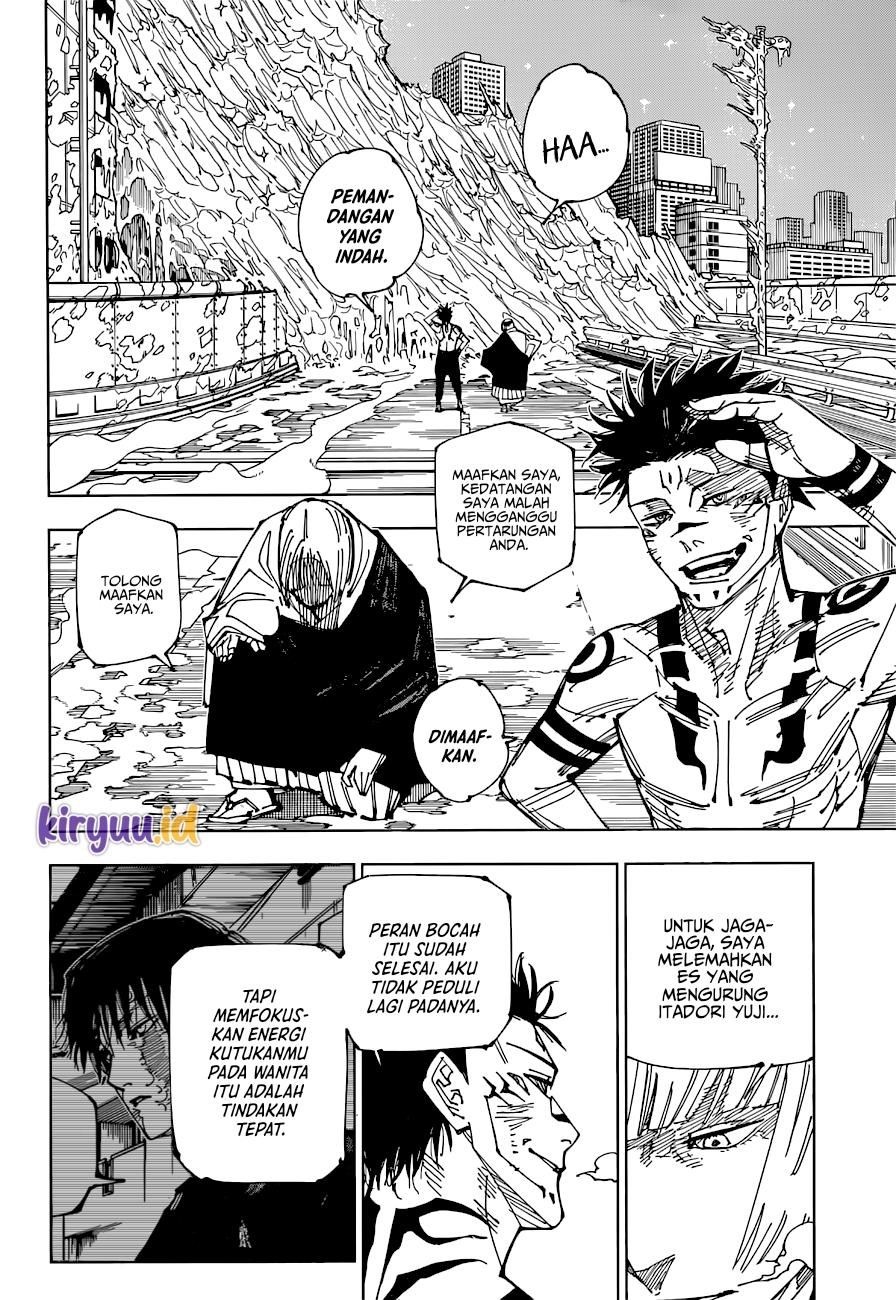 HAA...
PEMAN-
DANGAN
YANG
INDAH.
MAAFKAN SAYA,
KEDATANGAN
SAYA MALAH
MENGGANGGU
PERTARUNGAN
ANDA.
TOLONG
MAAFKAN
SAYA.
DIMAAF-
KAN.
kiryuu.id
UNTUK JAGA-
JAGA, SAYA
MELEMAHKAN
ES YANG
MENGURUNG
ITADORI YUJI...
PERAN BOCAH
ITU SUDAH
SELESAI. AKU
TIDAK PEDULI
LAGI PADANYA.
TAPI
MEMFOKUS-
KAN ENERGI
KUTUKANMU
PADA WANITA
ITU ADALAH
TINDAKAN
TEPAT.